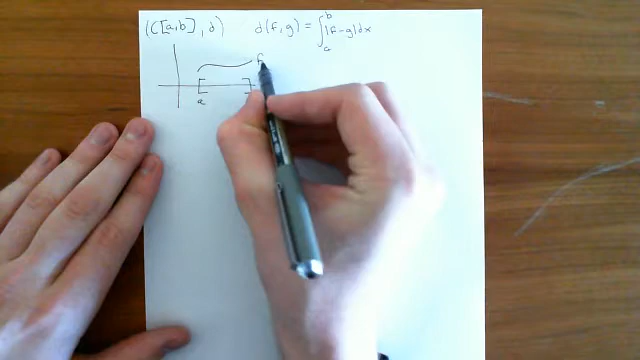 (C[a,b], d) d(f,g) = ∫_a^b |f-g|dx
f
a